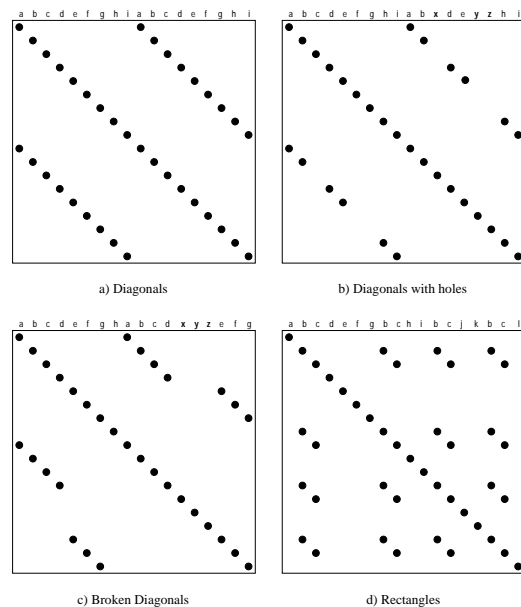 a b c d e f g h i a b c d e f g h i
a b c d e f g h i a b x d e y z h i
a) Diagonals
b) Diagonals with holes
a b c d e f g h a b c d x y z e f g
a b c d e f g b c h i b c j k b c l
c) Broken Diagonals
d) Rectangles